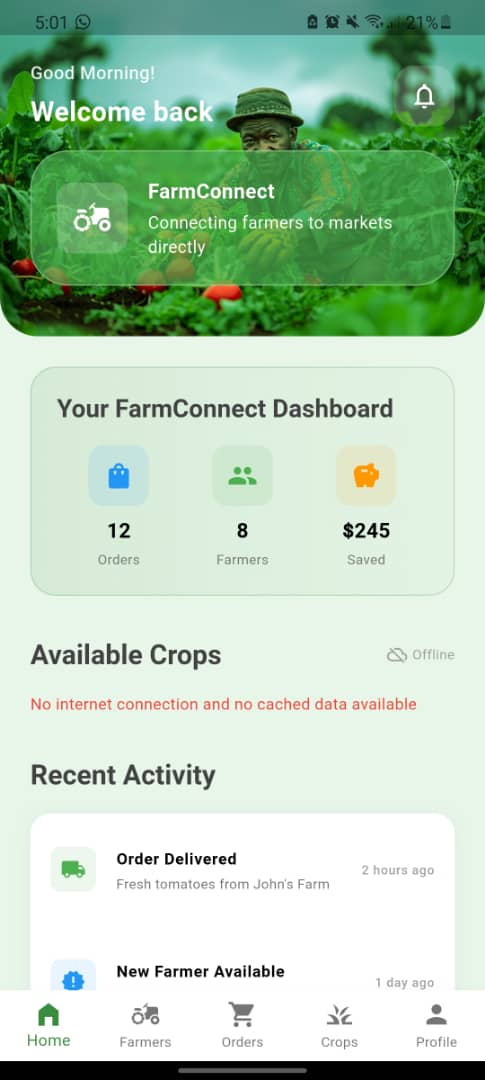 5:01
21%
Good Morning!
Welcome back
FarmConnect
Connecting farmers to markets
directly
Your FarmConnect Dashboard
12
8
$245
Orders
Farmers
Saved
Available Crops
Offline
No internet connection and no cached data available
Recent Activity
Order Delivered
2 hours ago
Fresh tomatoes from John's Farm
New Farmer Available
1 day ago
Home
Farmers
Orders
Crops
Profile